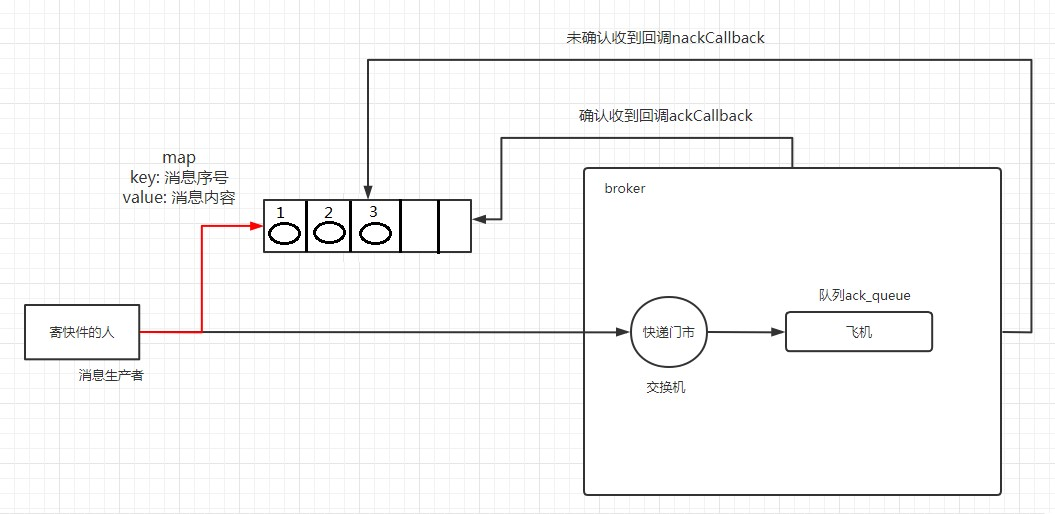 未确认收到回调nackCallback
确认收到回调ackCallback
map
key: 消息序号
value: 消息内容
1 2 3
broker
寄快件的人
消息生产者
快递门市
交换机
队列ack_queue
飞机